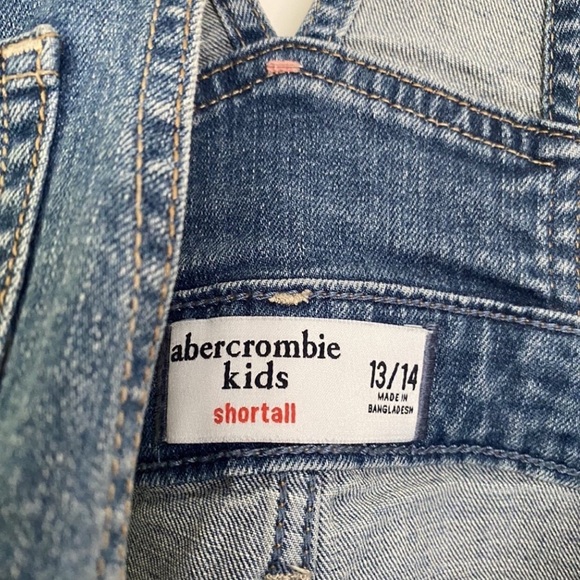 abercrombie
kids
shortall
13/14
MADE IN
BANGLADESH